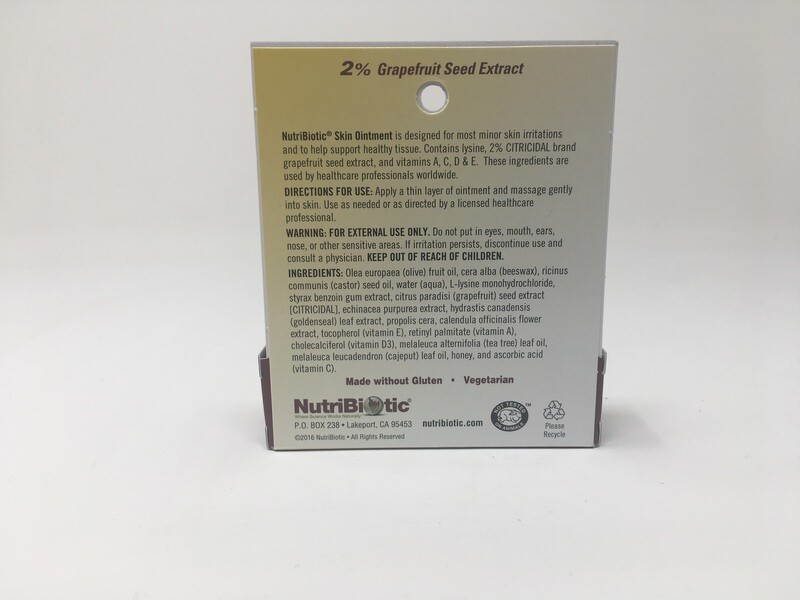 2% Grapefruit Seed Extract
NutriBiotic® Skin Ointment is designed for most minor skin irritations
and to help support healthy tissue. Contains lysine, 2% CITRICIDAL brand
grapefruit seed extract, and vitamins A, C, D & E. These ingredients are
used by healthcare professionals worldwide.
DIRECTIONS FOR USE: Apply a thin layer of ointment and massage gently
into skin. Use as needed or as directed by a licensed healthcare
professional.
WARNING: FOR EXTERNAL USE ONLY. Do not put in eyes, mouth, ears,
nose, or other sensitive areas. If irritation persists, discontinue use and
consult a physician. KEEP OUT OF REACH OF CHILDREN.
INGREDIENTS: Olea europaea (olive) fruit oil, cera alba (beeswax), ricinus
communis (castor) seed oil, water (aqua), L-lysine monohydrochloride,
styrax benzoin gum extract, citrus paradisi (grapefruit) seed extract
[CITRICIDAL], echinacea purpurea extract, hydrastis canadensis
(goldenseal) leaf extract, propolis cera, calendula officinalis flower
extract, tocopherol (vitamin E), retinyl palmitate (vitamin A),
cholecalciferol (vitamin D3), melaleuca alternifolia (tea tree) leaf oil,
melaleuca leucadendron (cajeput) leaf oil, honey, and ascorbic acid
(vitamin C).
Made without Gluten • Vegetarian
NutriBiotic®
Where Science Works Naturally
P.O. BOX 238 • Lakeport, CA 95453 nutribiotic.com
©2016 NutriBiotic • All Rights Reserved
NOT TESTED ON ANIMALS ™
Please
Recycle